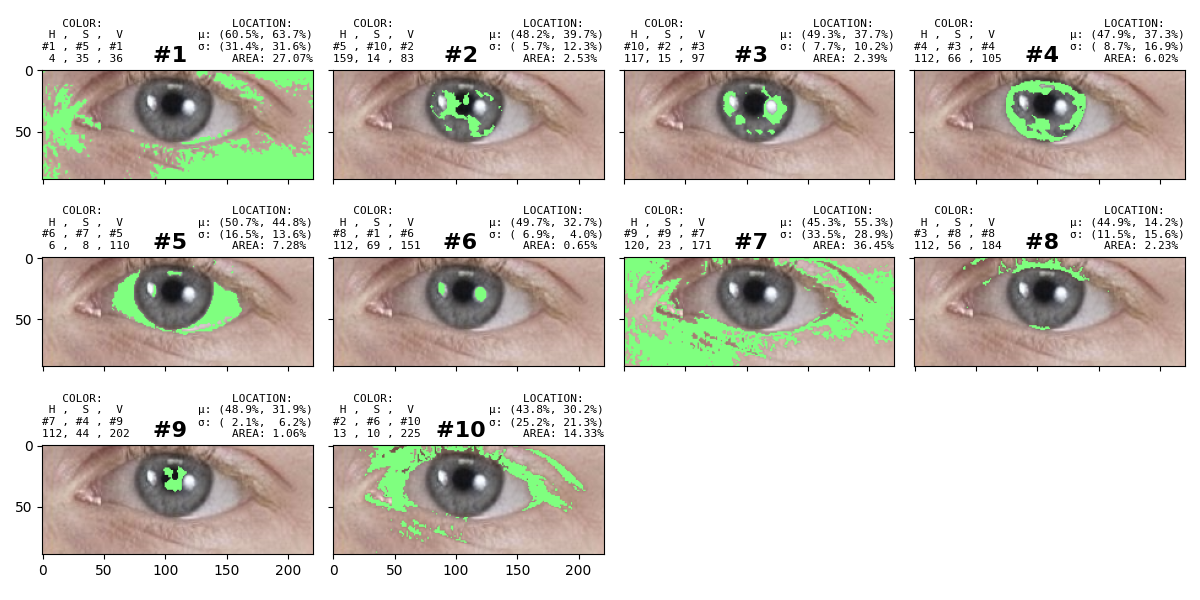 COLOR: LOCATION:
H , S , V μ: (60.5%, 63.7%)
#1 , #5 , #1 σ: (31.4%, 31.6%)
4 , 35 , 36 #1 AREA: 27.07%
COLOR: LOCATION:
H , S , V μ: (48.2%, 39.7%)
#5 , #10, #2 σ: ( 5.7%, 12.3%)
159, 14 , 83 #2 AREA: 2.53%
COLOR: LOCATION:
H , S , V μ: (49.3%, 37.7%)
#10, #2 , #3 σ: ( 7.7%, 10.2%)
117, 15 , 97 #3 AREA: 2.39%
COLOR: LOCATION:
H , S , V μ: (47.9%, 37.3%)
#4 , #3 , #4 σ: ( 8.7%, 16.9%)
112, 66 , 105 #4 AREA: 6.02%
0
50
COLOR: LOCATION:
H , S , V μ: (50.7%, 44.8%)
#6 , #7 , #5 σ: (16.5%, 13.6%)
6 , 8 , 110 #5 AREA: 7.28%
COLOR: LOCATION:
H , S , V μ: (49.7%, 32.7%)
#8 , #1 , #6 σ: ( 6.9%, 4.0%)
112, 69 , 151 #6 AREA: 0.65%
COLOR: LOCATION:
H , S , V μ: (45.3%, 55.3%)
#9 , #9 , #7 σ: (33.5%, 28.9%)
120, 23 , 171 #7 AREA: 36.45%
COLOR: LOCATION:
H , S , V μ: (44.9%, 14.2%)
#3 , #8 , #8 σ: (11.5%, 15.6%)
112, 56 , 184 #8 AREA: 2.23%
0
50
COLOR: LOCATION:
H , S , V μ: (48.9%, 31.9%)
#7 , #4 , #9 σ: ( 2.1%, 6.2%)
112, 44 , 202 #9 AREA: 1.06%
COLOR: LOCATION:
H , S , V μ: (43.8%, 30.2%)
#2 , #6 , #10 σ: (25.2%, 21.3%)
13 , 10 , 225 #10 AREA: 14.33%
0
50
0 50 100 150 200
0 50 100 150 200